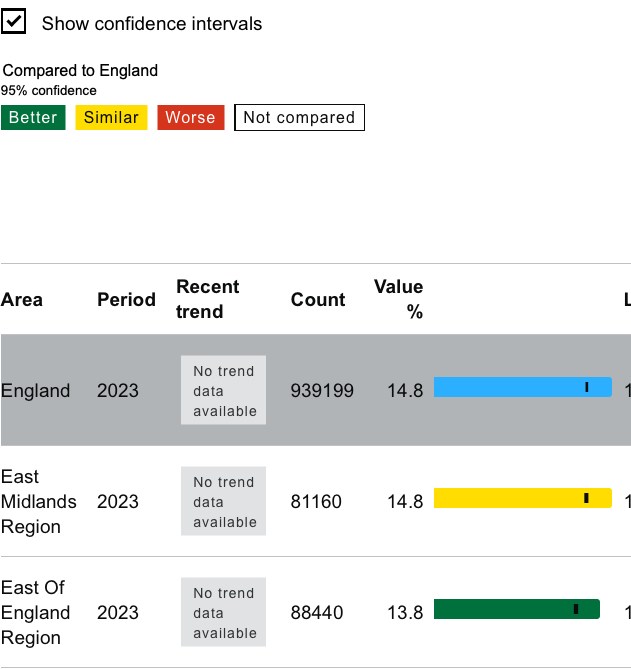 Show confidence intervals
Compared to England
95% confidence
Better Similar Worse Not compared
Area Period Recent trend Count Value % L
England 2023 No trend data available 939199 14.8 1
East Midlands Region 2023 No trend data available 81160 14.8 1
East Of England Region 2023 No trend data available 88440 13.8 1